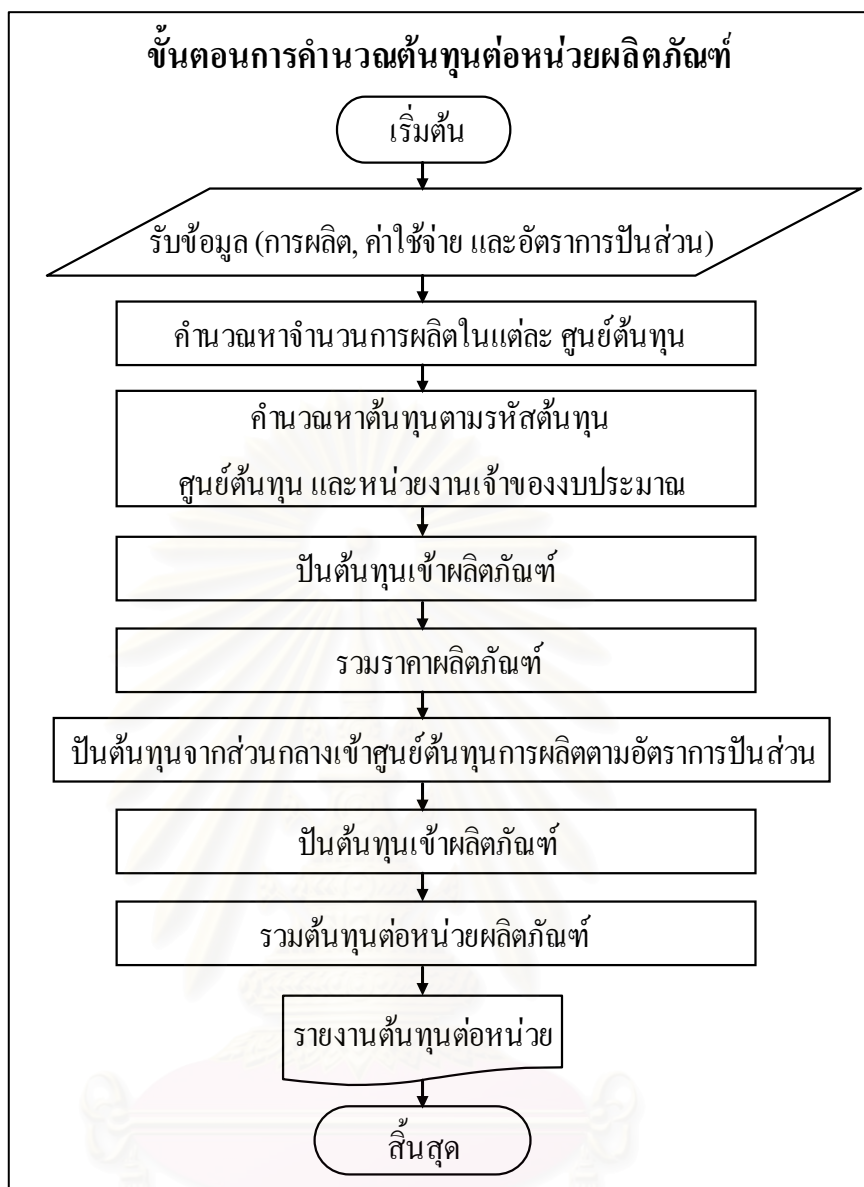 ขั้นตอนการคำนวณต้นทุนต่อหน่วยผลิตภัณฑ์
เริ่มต้น
รับข้อมูล (การผลิต, ค่าใช้จ่าย และอัตราการปันส่วน)
คำนวณหาจำนวนการผลิตในแต่ละ ศูนย์ต้นทุน
คำนวณหาต้นทุนตามรหัสต้นทุน
ศูนย์ต้นทุน และหน่วยงานเจ้าของงบประมาณ
ปันต้นทุนเข้าผลิตภัณฑ์
รวมราคาผลิตภัณฑ์
ปันต้นทุนจากส่วนกลางเข้าศูนย์ต้นทุนการผลิตตามอัตราการปันส่วน
ปันต้นทุนเข้าผลิตภัณฑ์
รวมต้นทุนต่อหน่วยผลิตภัณฑ์
รายงานต้นทุนต่อหน่วย
สิ้นสุด